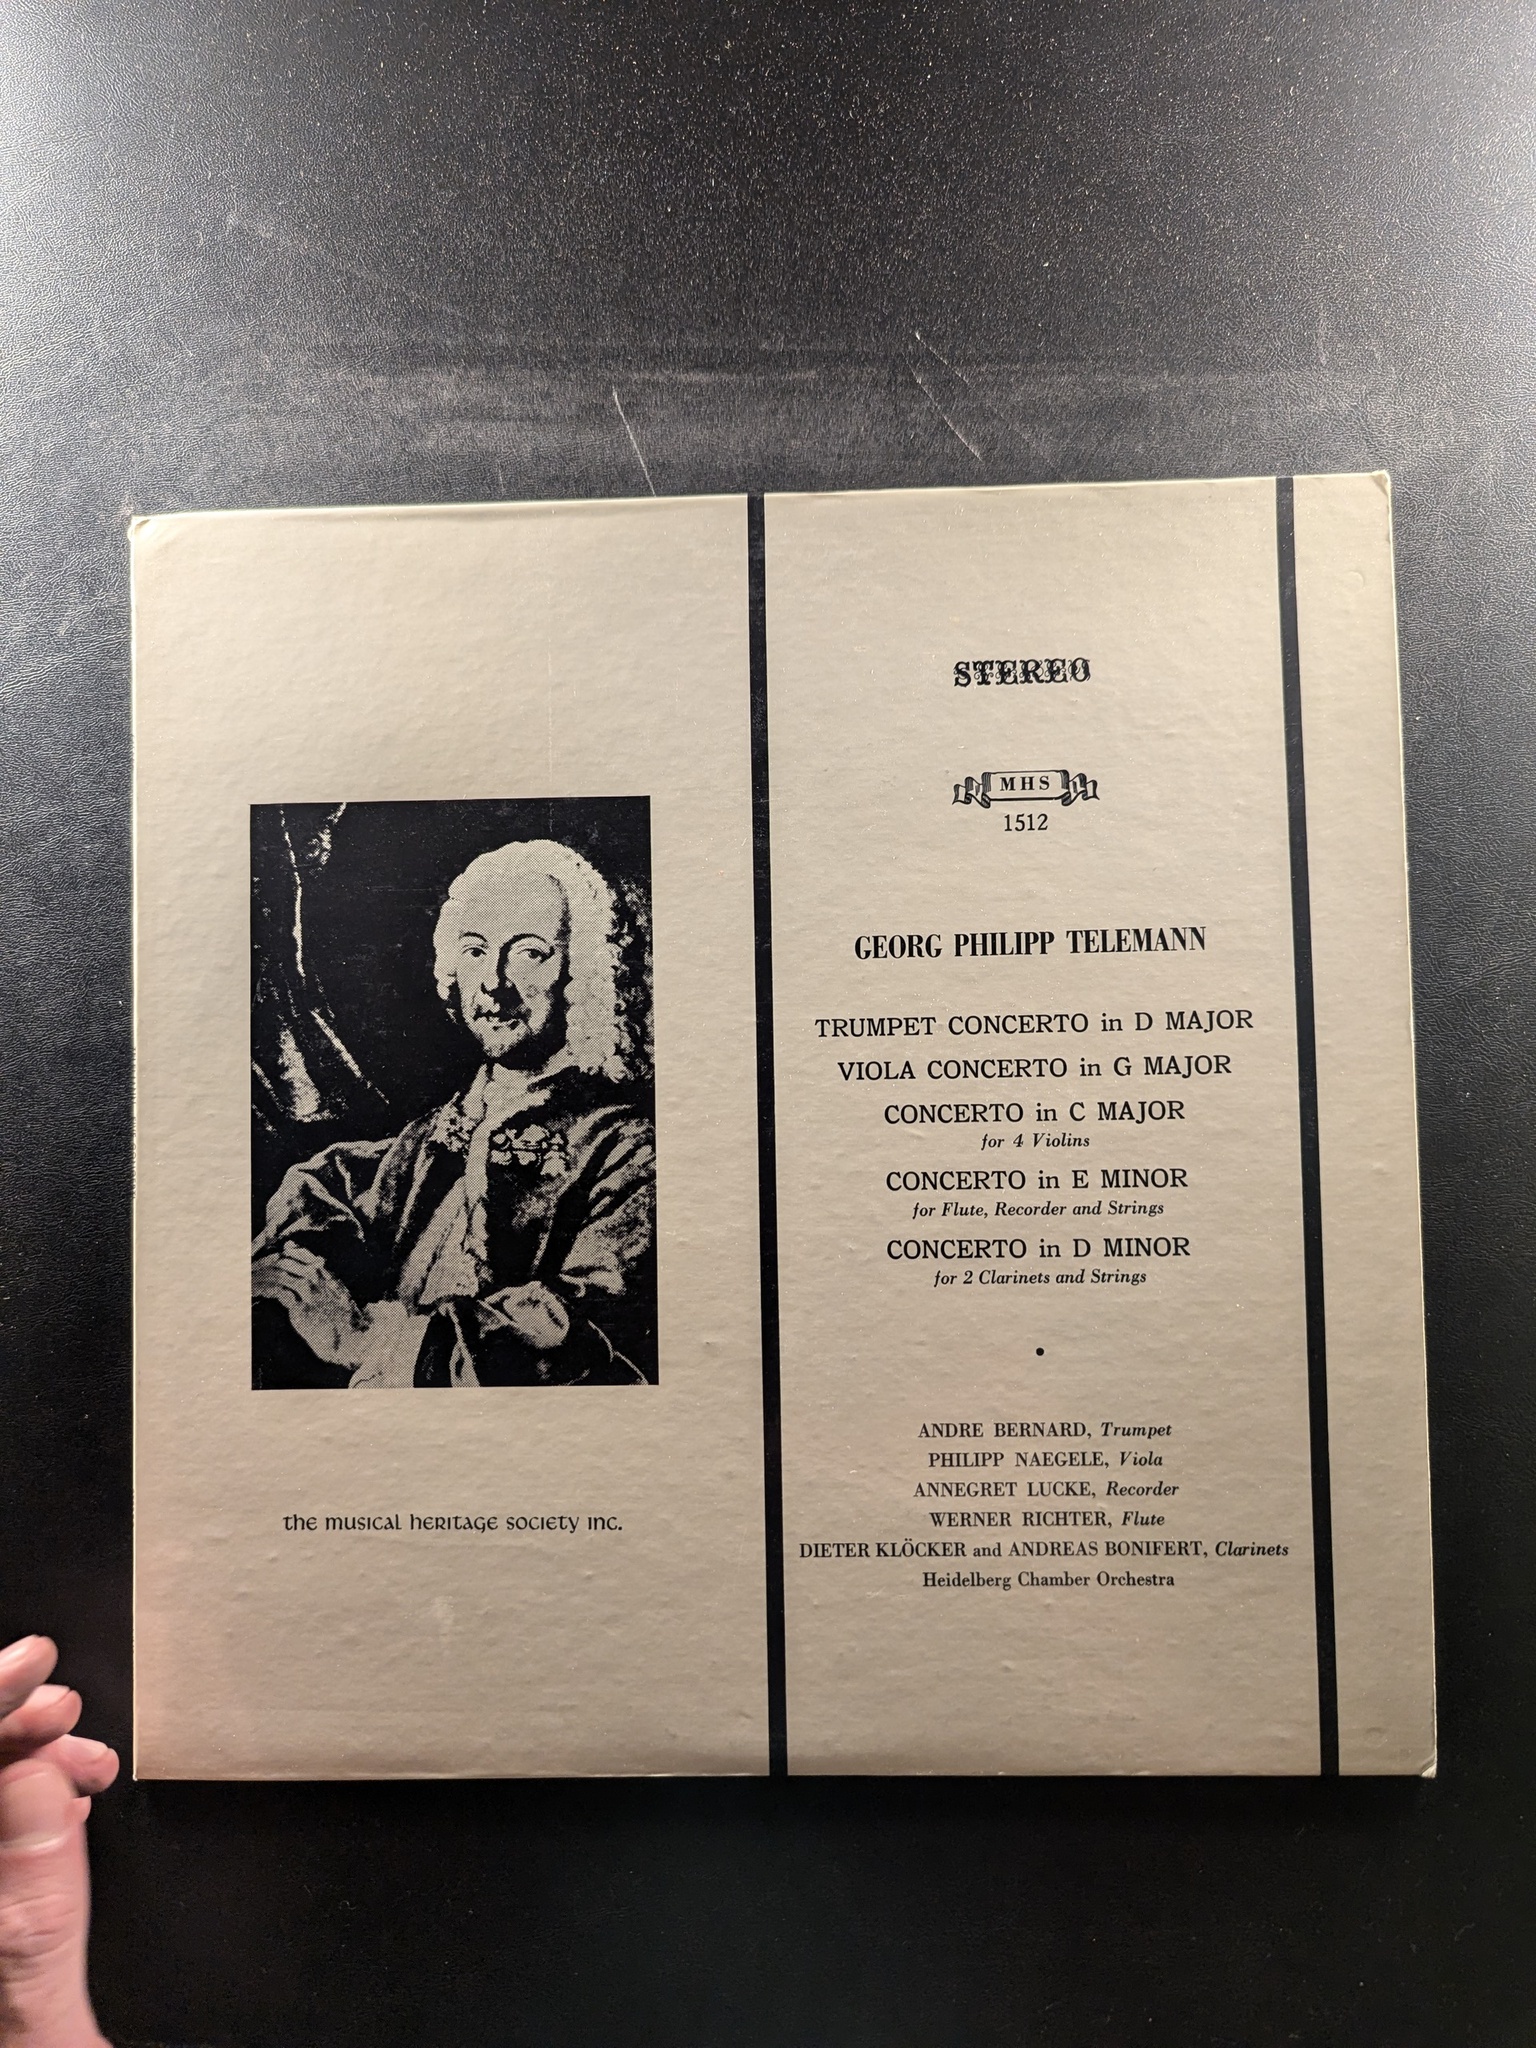 STEREO
MHS
1512
GEORG PHILIPP TELEMANN
TRUMPET CONCERTO in D MAJOR
VIOLA CONCERTO in G MAJOR
CONCERTO in C MAJOR
for 4 Violins
CONCERTO in E MINOR
for Flute, Recorder and Strings
CONCERTO in D MINOR
for 2 Clarinets and Strings
•
ANDRE BERNARD, Trumpet
PHILIPP NAEGELE, Viola
ANNEGRET LUCKE, Recorder
WERNER RICHTER, Flute
DIETER KLÖCKER and ANDREAS BONIFERT, Clarinets
Heidelberg Chamber Orchestra
the musical heritage society inc.